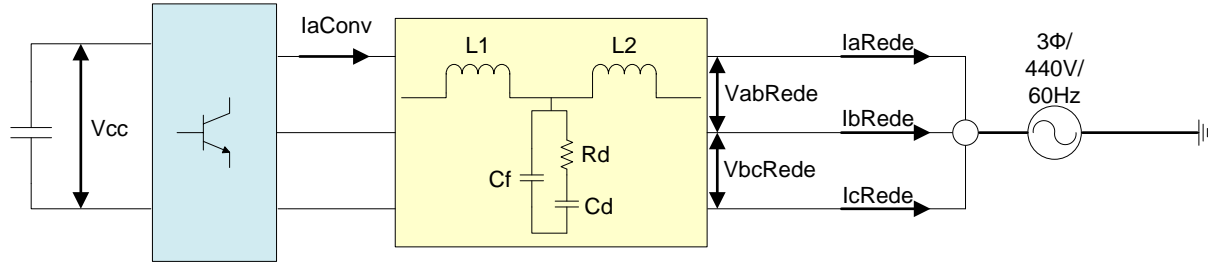 IaConv
L1
L2
IaRede
3Φ/
440V/
60Hz
Vcc
VabRede
IbRede
Rd
Cf
VbcRede
Cd
IcRede